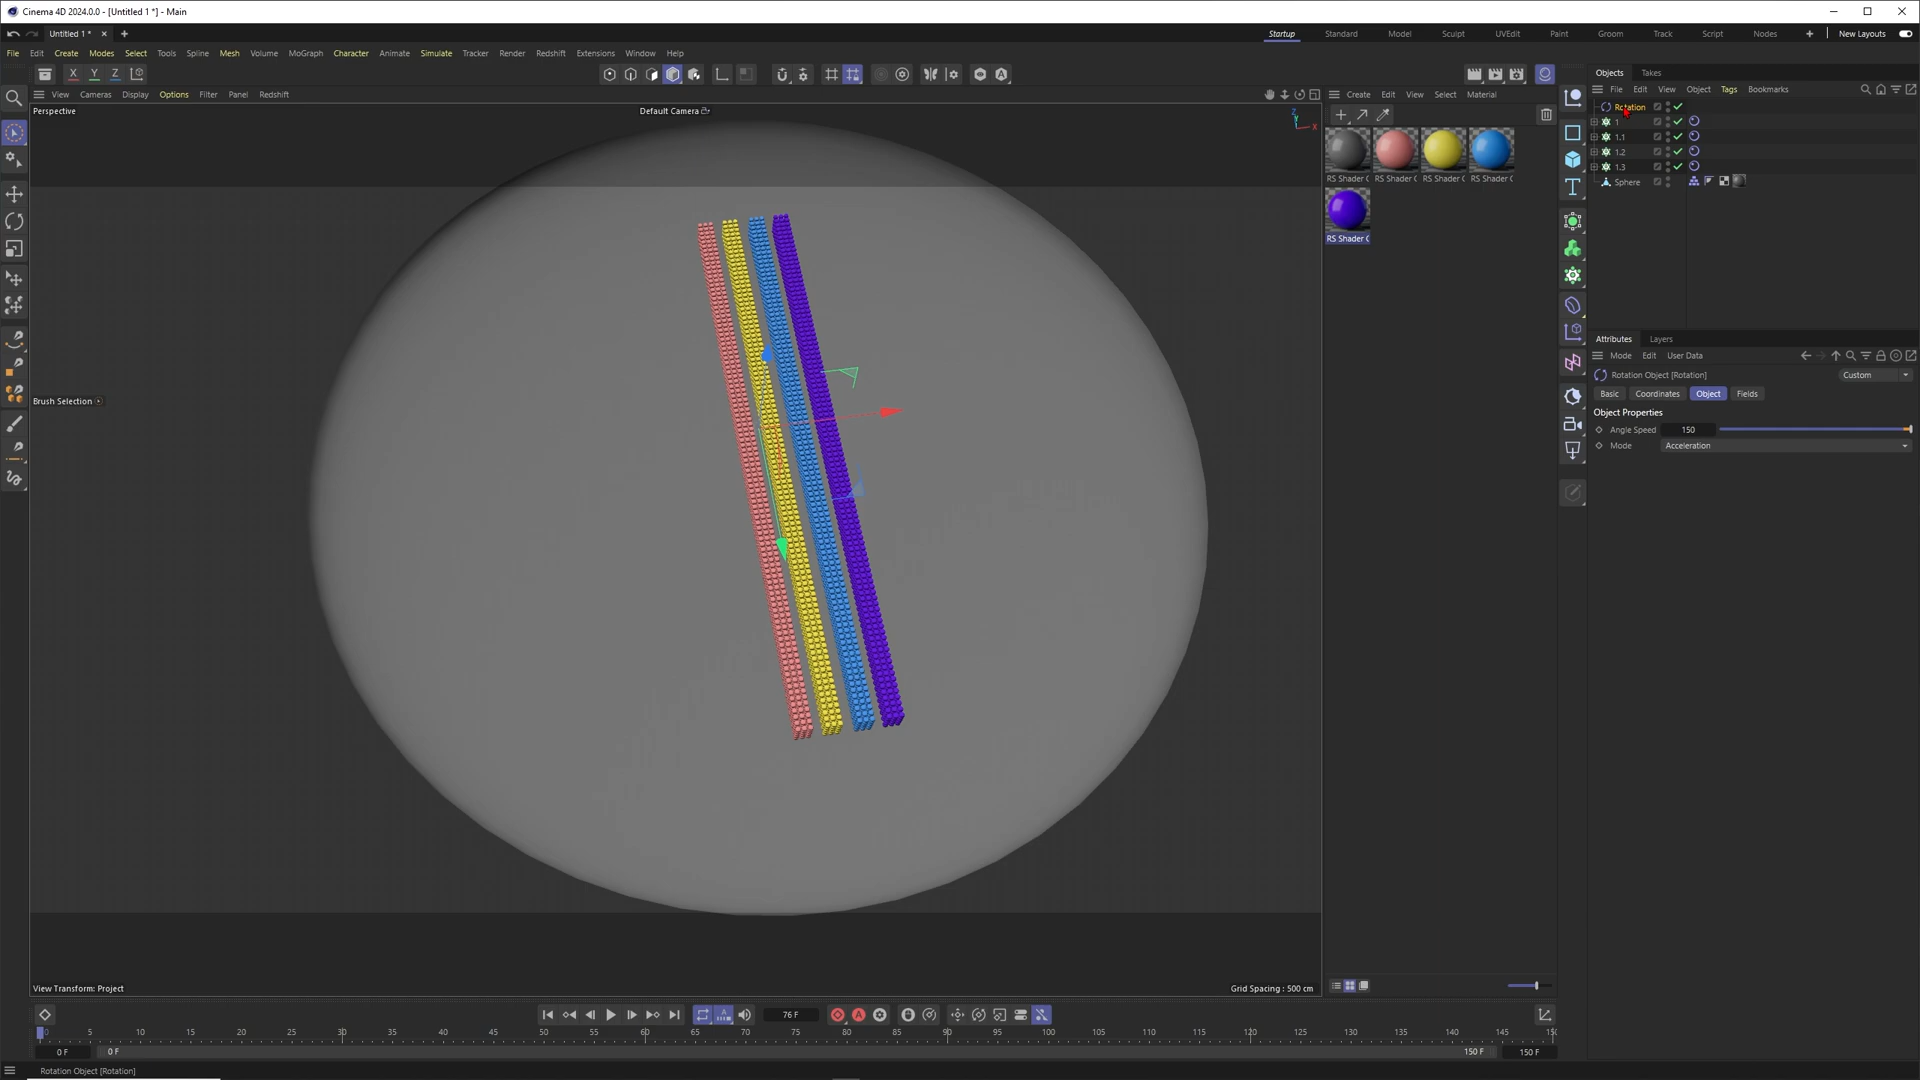 Cinema 4D 2024.0.0 - [Untitled 1 *] - Main
Untitled 1 *
Startup Standard Model Sculpt UVEdit Paint Groom Track Script Nodes New Layouts
File Edit Create Modes Select Tools Spline Mesh Volume MoGraph Character Animate Simulate Tracker Render Redshift Extensions Window Help
X Y Z
Objects Takes
View Cameras Display Options Filter Panel Redshift
Create Edit View Select Material
File Edit View Object Tags Bookmarks
Perspective
Default Camera
Z Y X
Rotation
1
1.1
1.2
1.3
Sphere
RS Shader ( RS Shader ( RS Shader ( RS Shader (
RS Shader (
Attributes Layers
Mode Edit User Data
Rotation Object [Rotation] Custom
Basic Coordinates Object Fields
Object Properties
Angle Speed 150
Mode Acceleration
Brush Selection
View Transform: Project
Grid Spacing : 500 cm
76 F
0 5 10 15 20 25 30 35 40 45 50 55 60 65 70 75 80 85 90 95 100 105 110 115 120 125 130 135 140 145 15(
0 F 0 F 150 F 150 F
Rotation Object [Rotation]